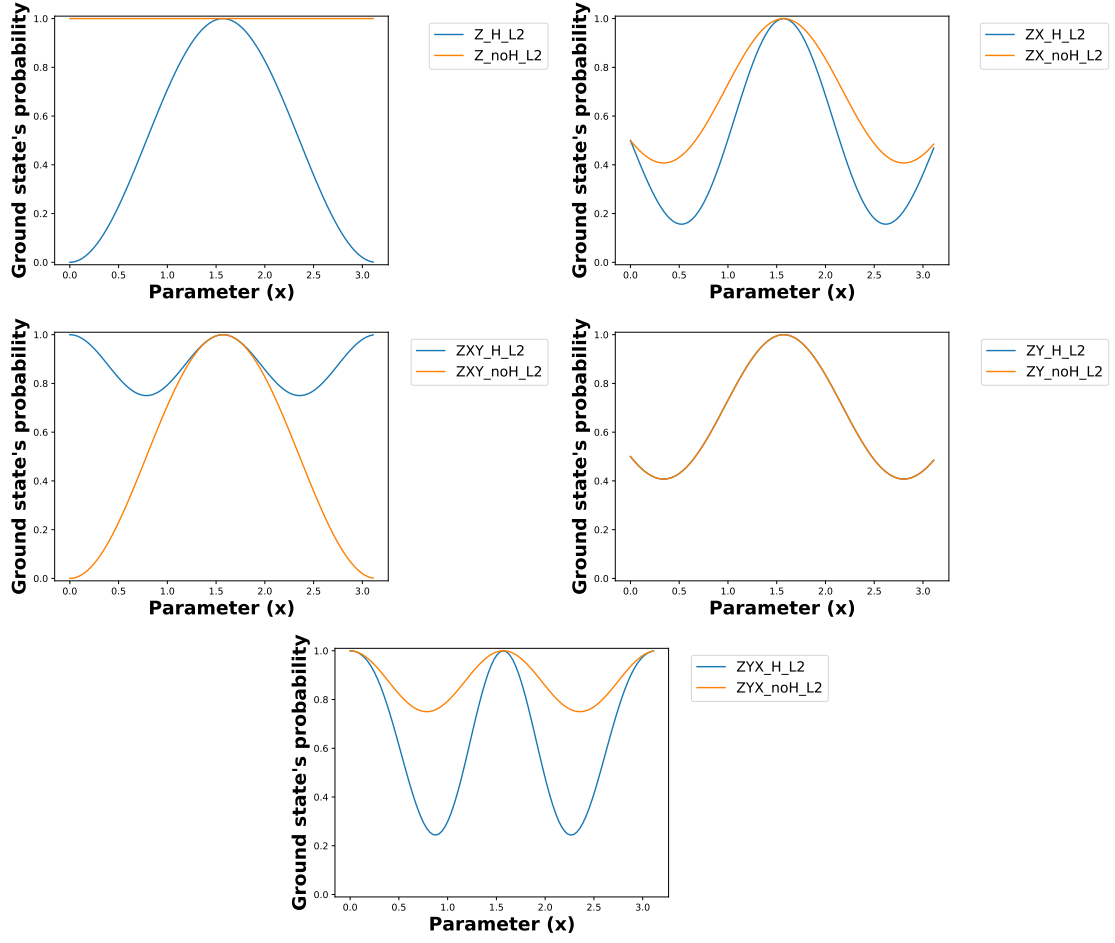 Ground state's probability
1.0
0.8
0.6
0.4
0.2
0.0
0.0 0.5 1.0 1.5 2.0 2.5 3.0
Parameter (x)
Z_H_L2
Z_noH_L2
Ground state's probability
1.0
0.8
0.6
0.4
0.2
0.0
0.0 0.5 1.0 1.5 2.0 2.5 3.0
Parameter (x)
ZX_H_L2
ZX_noH_L2
Ground state's probability
1.0
0.8
0.6
0.4
0.2
0.0
0.0 0.5 1.0 1.5 2.0 2.5 3.0
Parameter (x)
ZXY_H_L2
ZXY_noH_L2
Ground state's probability
1.0
0.8
0.6
0.4
0.2
0.0
0.0 0.5 1.0 1.5 2.0 2.5 3.0
Parameter (x)
ZY_H_L2
ZY_noH_L2
Ground state's probability
1.0
0.8
0.6
0.4
0.2
0.0
0.0 0.5 1.0 1.5 2.0 2.5 3.0
Parameter (x)
ZYX_H_L2
ZYX_noH_L2